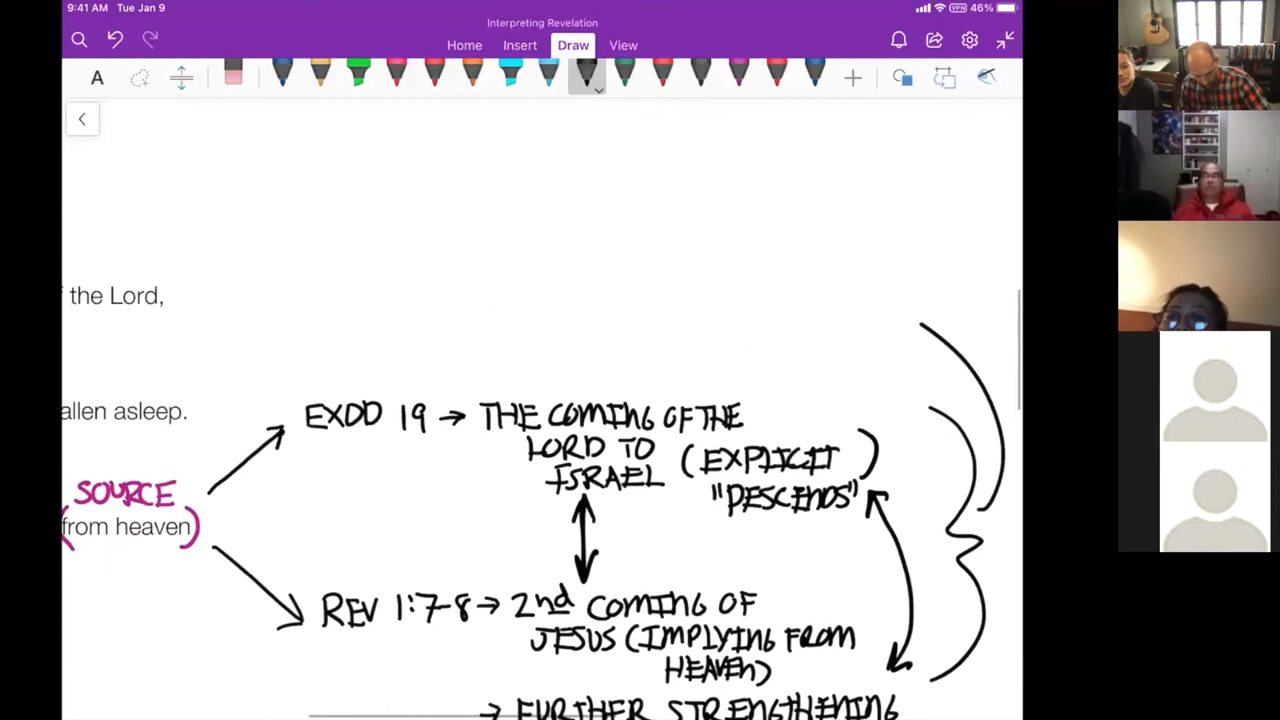 9:41 AM Tue Jan 9
VPN 46%
Interpreting Revelation
Home Insert Draw View
A
the Lord,
allen asleep.
EXOD 19 → THE COMING OF THE
LORD TO
ISRAEL (EXPLICIT)
"DESCENDS"
SOURCE
(from heaven)
REV 1:7-8 → 2nd COMING OF
JESUS (IMPLYING FROM
HEAVEN)
→ FURTHER STRENGTHENING